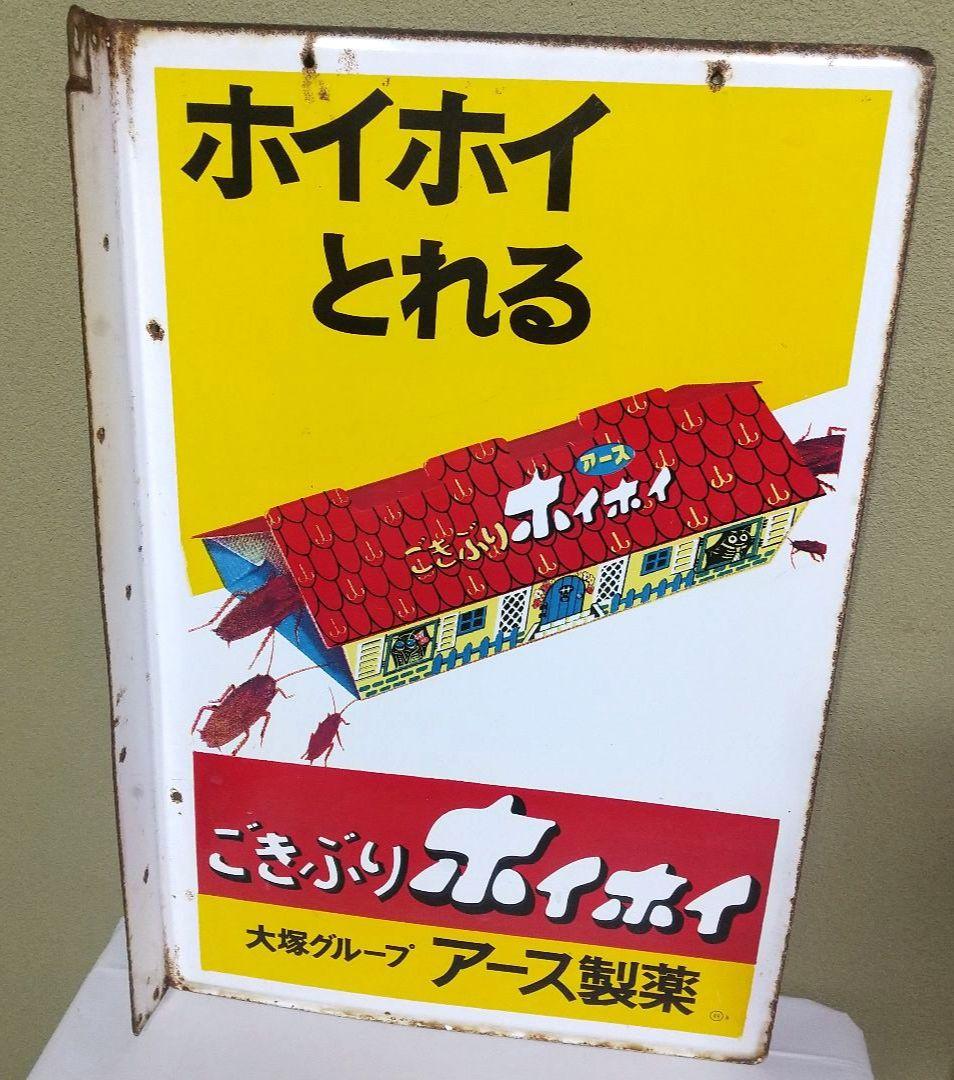 ホイホイ
とれる
アース
ごきぶりホイホイ
ごきぶりホイホイ
大塚グループ アース製薬